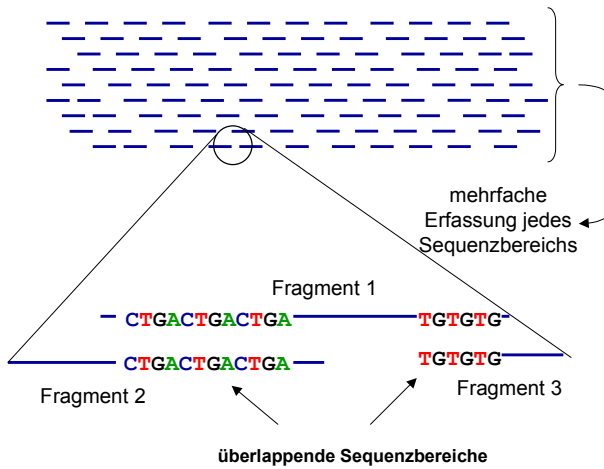 mehrfache
Erfassung jedes
Sequenzbereichs
Fragment 1
CTGACTGACTGA TGTGTG
CTGACTGACTGA TGTGTG
Fragment 2 Fragment 3
überlappende Sequenzbereiche